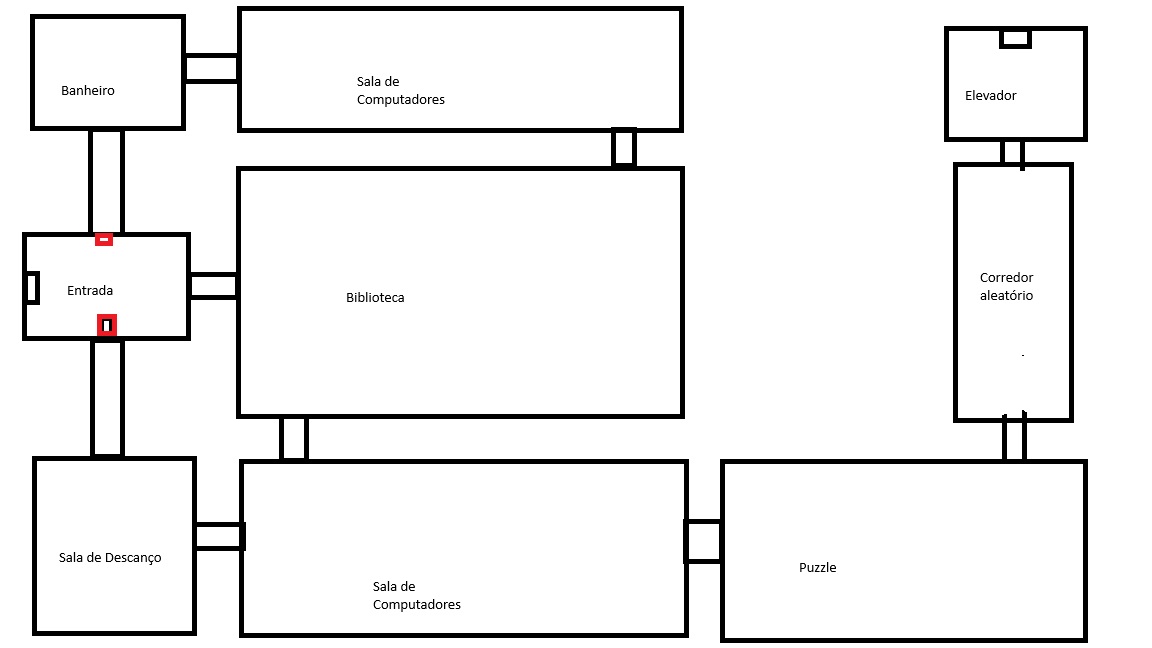 Banheiro
Sala de
Computadores
Elevador
Entrada
Biblioteca
Corredor
aleatório
Sala de Descanço
Sala de
Computadores
Puzzle